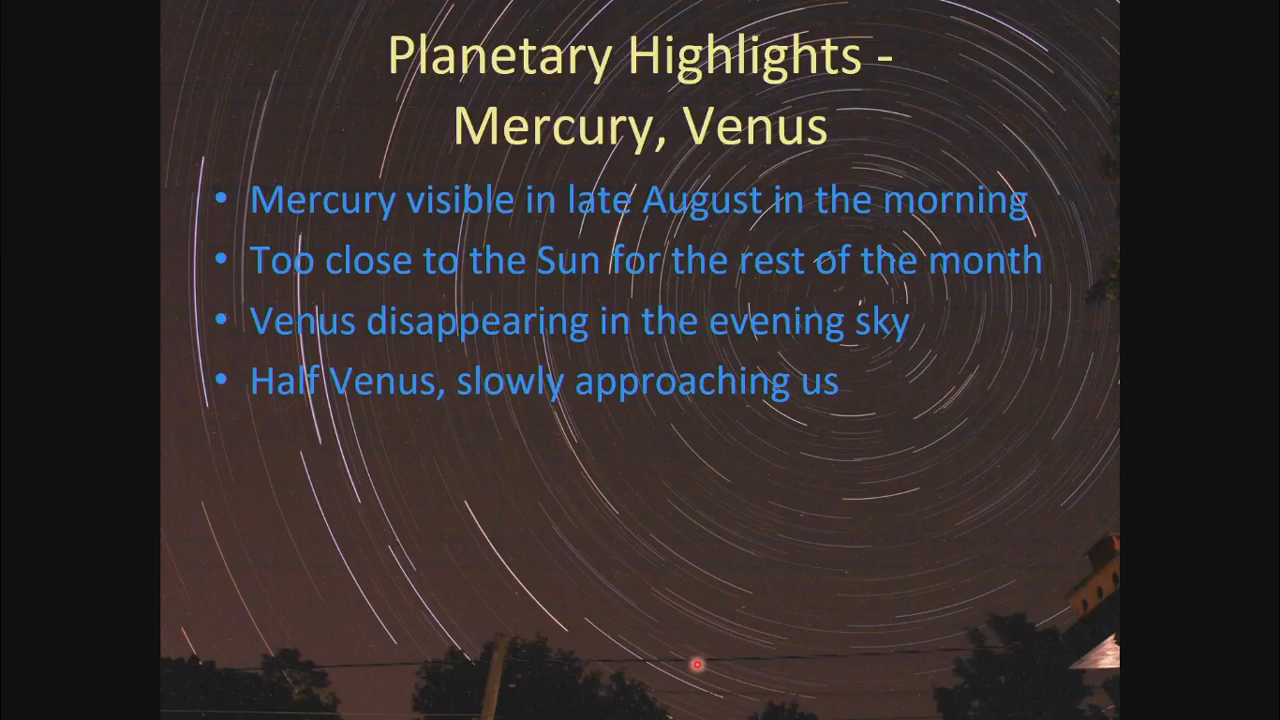 Planetary Highlights -
Mercury, Venus
• Mercury visible in late August in the morning
• Too close to the Sun for the rest of the month
• Venus disappearing in the evening sky
• Half Venus, slowly approaching us